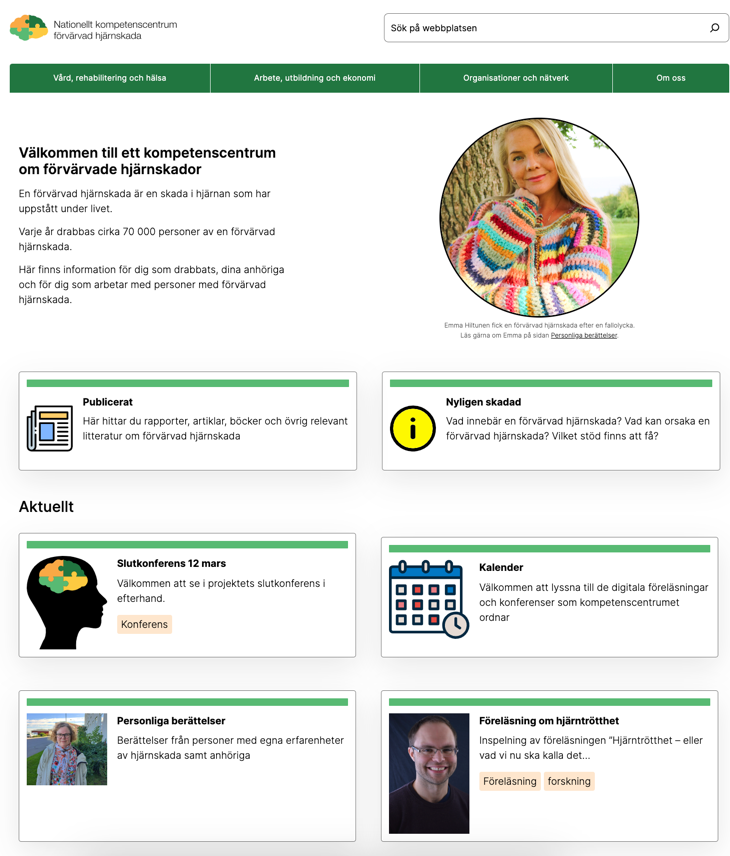 Nationellt kompetenscentrum
förvärvad hjärnskada
Sök på webbplatsen
Vård, rehabilitering och hälsa
Arbete, utbildning och ekonomi
Organisationer och nätverk
Om oss
Välkommen till ett kompetenscentrum
om förvärvade hjärnskador
En förvärvad hjärnskada är en skada i hjärnan som har
uppstått under livet.
Varje år drabbas cirka 70 000 personer av en förvärvad
hjärnskada.
Här finns information för dig som drabbats, dina anhöriga
och för dig som arbetar med personer med förvärvad
hjärnskada.
Emma Hiltunen fick en förvärvad hjärnskada efter en fallolycka.
Läs gärna om Emma på sidan Personliga berättelser.
Publicerat
Här hittar du rapporter, artiklar, böcker och övrig relevant
litteratur om förvärvad hjärnskada
Nyligen skadad
Vad innebär en förvärvad hjärnskada? Vad kan orsaka en
förvärvad hjärnskada? Vilket stöd finns att få?
Aktuellt
Slutkonferens 12 mars
Välkommen att se i projektets slutkonferens i
efterhand.
Konferens
Kalender
Välkommen att lyssna till de digitala föreläsningar
och konferenser som kompetenscentrumet
ordnar
Personliga berättelser
Berättelser från personer med egna erfarenheter
av hjärnskada samt anhöriga
Föreläsning om hjärntrötthet
Inspelning av föreläsningen "Hjärntrötthet – eller
vad vi nu ska kalla det…
Föreläsning
forskning